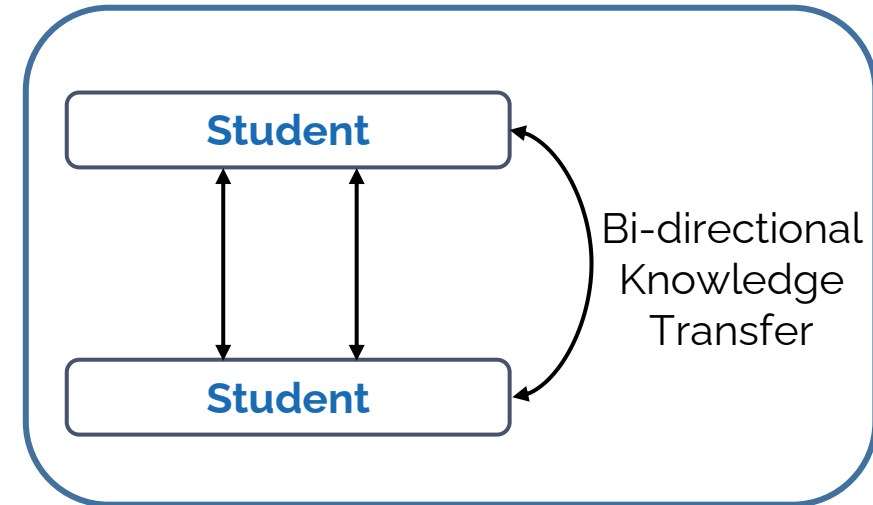 Student
Bi-directional
Knowledge
Transfer
Student